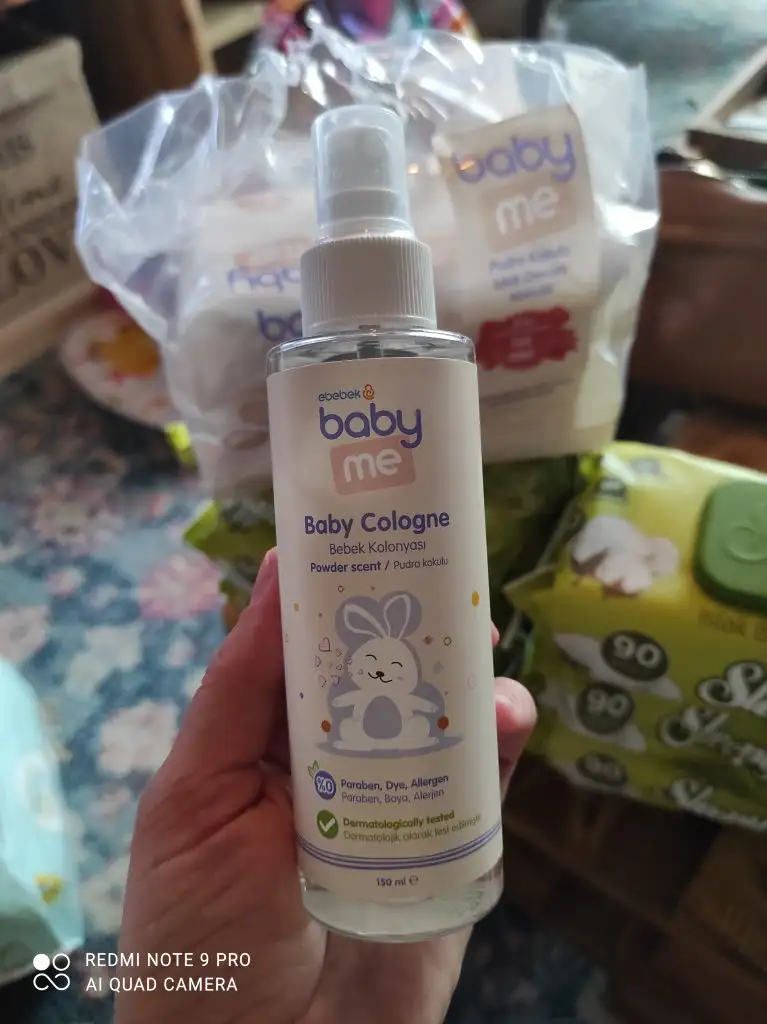 baby
me
Pudra Kokulu
ebebek
baby
me
Baby Cologne
Bebek Kolonyası
Powder scent / Pudra kokulu
%0
Paraben, Dye, Allergen
Paraben, Boya, Alerjen
Dermatologically tested
Dermatolojik olarak test edilmiştir
150 ml e
90
90
90
REDMI NOTE 9 PRO
AI QUAD CAMERA